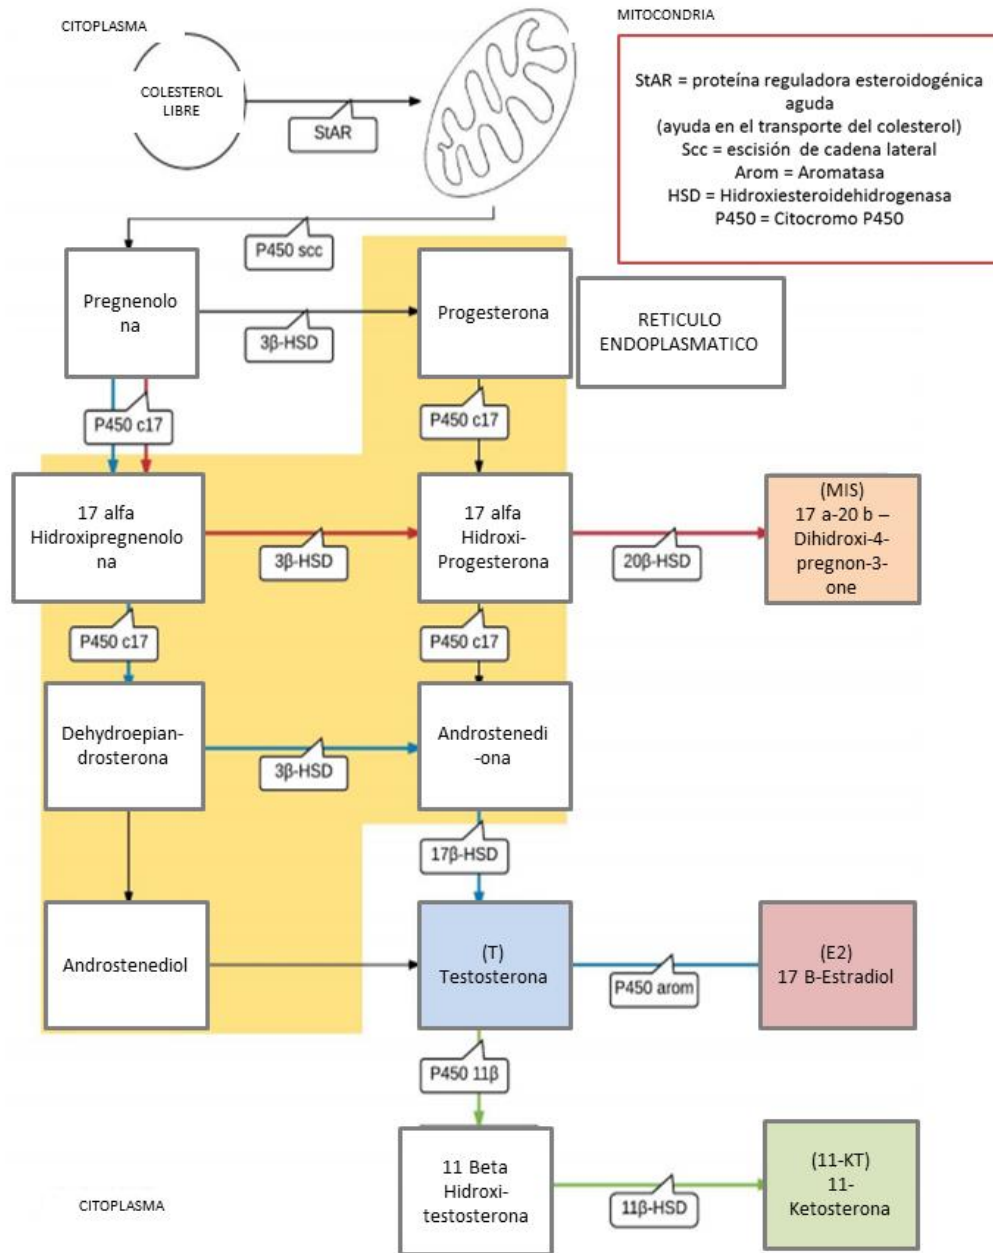 CITOPLASMA
MITOCONDRIA
COLESTEROL
LIBRE
StAR
StAR = proteína reguladora esteroidogénica
aguda
(ayuda en el transporte del colesterol)
Scc = escisión de cadena lateral
Arom = Aromatasa
HSD = Hidroxiesteroidehidrogenasa
P450 = Citocromo P450
P450 scc
Pregnenolo
na
3β-HSD
Progesterona
RETICULO
ENDOPLASMATICO
P450 c17
P450 c17
17 alfa
Hidroxipregnenolo
na
3β-HSD
17 alfa
Hidroxi-
Progesterona
20β-HSD
(MIS)
17 a-20 b –
Dihidroxi-4-
pregnon-3-
one
P450 c17
P450 c17
Dehydroepian-
drosterona
3β-HSD
Androstenedi
-ona
17β-HSD
Androstenediol
(T)
Testosterona
P450 arom
(E2)
17 B-Estradiol
P450 11β
11 Beta
Hidroxi-
testosterona
11β-HSD
(11-KT)
11-
Ketosterona
CITOPLASMA